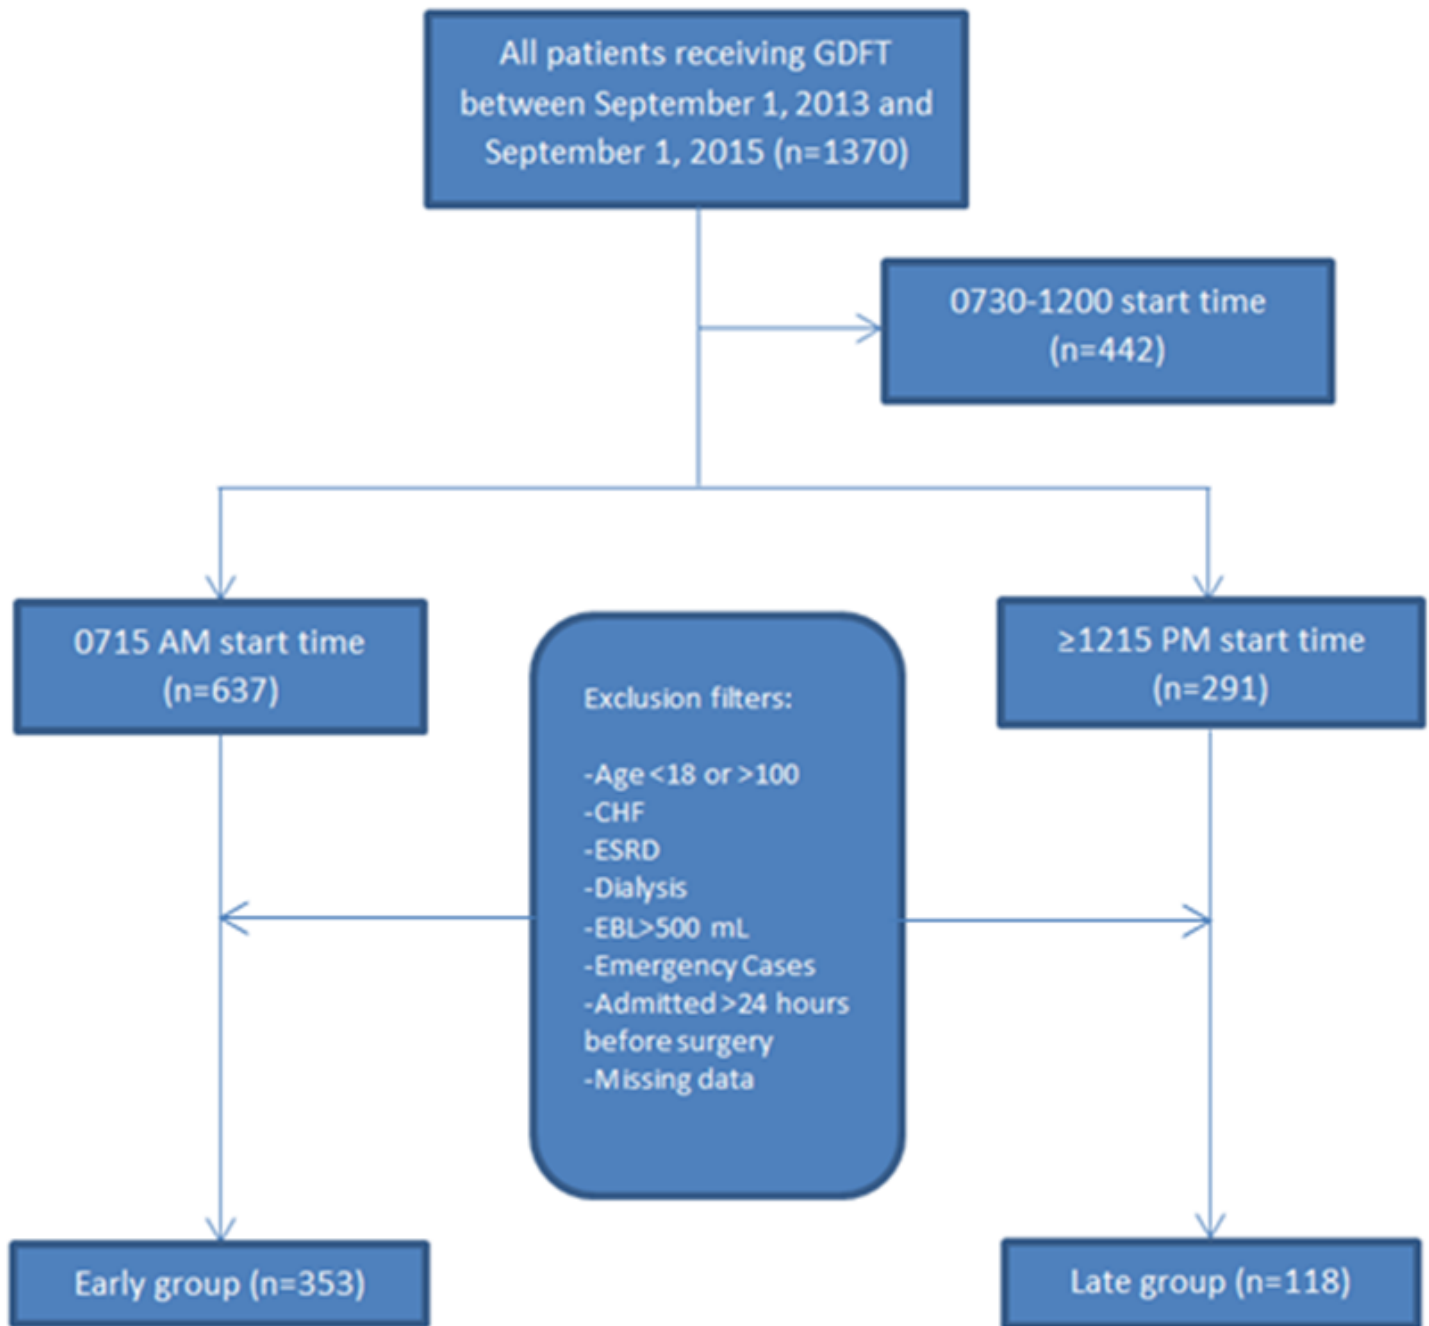 All patients receiving GDFT
between September 1, 2013 and
September 1, 2015 (n=1370)
0730-1200 start time
(n=442)
0715 AM start time
(n=637)
≥1215 PM start time
(n=291)
Exclusion filters:
-Age <18 or >100
-CHF
-ESRD
-Dialysis
-EBL>500 mL
-Emergency Cases
-Admitted >24 hours
before surgery
-Missing data
Early group (n=353)
Late group (n=118)